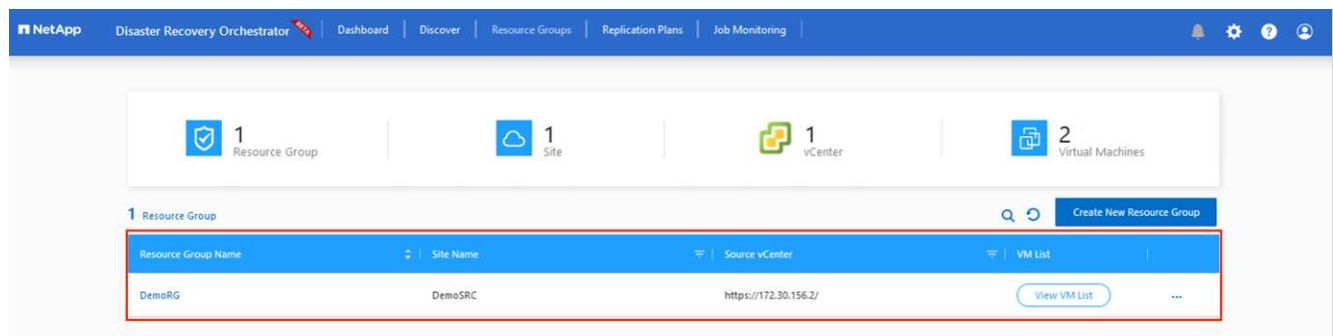 NetApp Disaster Recovery Orchestrator Dashboard Discover Resource Groups Replication Plans Job Monitoring
1
Resource Group
1
Site
1
vCenter
2
Virtual Machines
1 Resource Group
Create New Resource Group
Resource Group Name Site Name Source vCenter VM List
DemoRG DemoSRC https://172.30.156.2/ View VM List ...